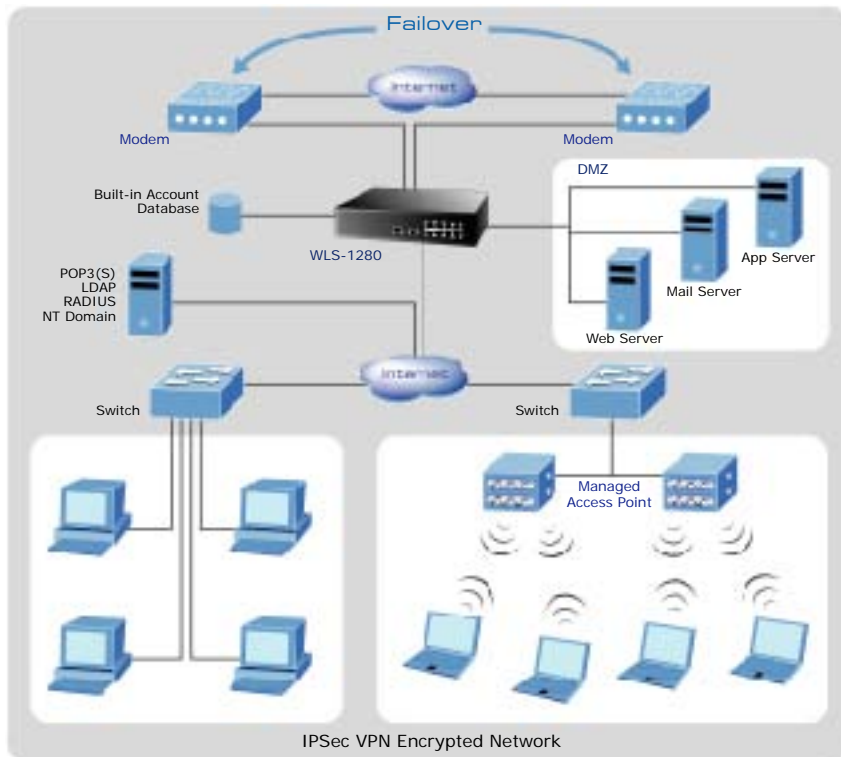 Failover
Internet
Modem
Modem
DMZ
Built-in Account
Database
WLS-1280
App Server
Mail Server
Web Server
POP3(S)
LDAP
RADIUS
NT Domain
Internet
Switch
Switch
Managed
Access Point
IPSec VPN Encrypted Network